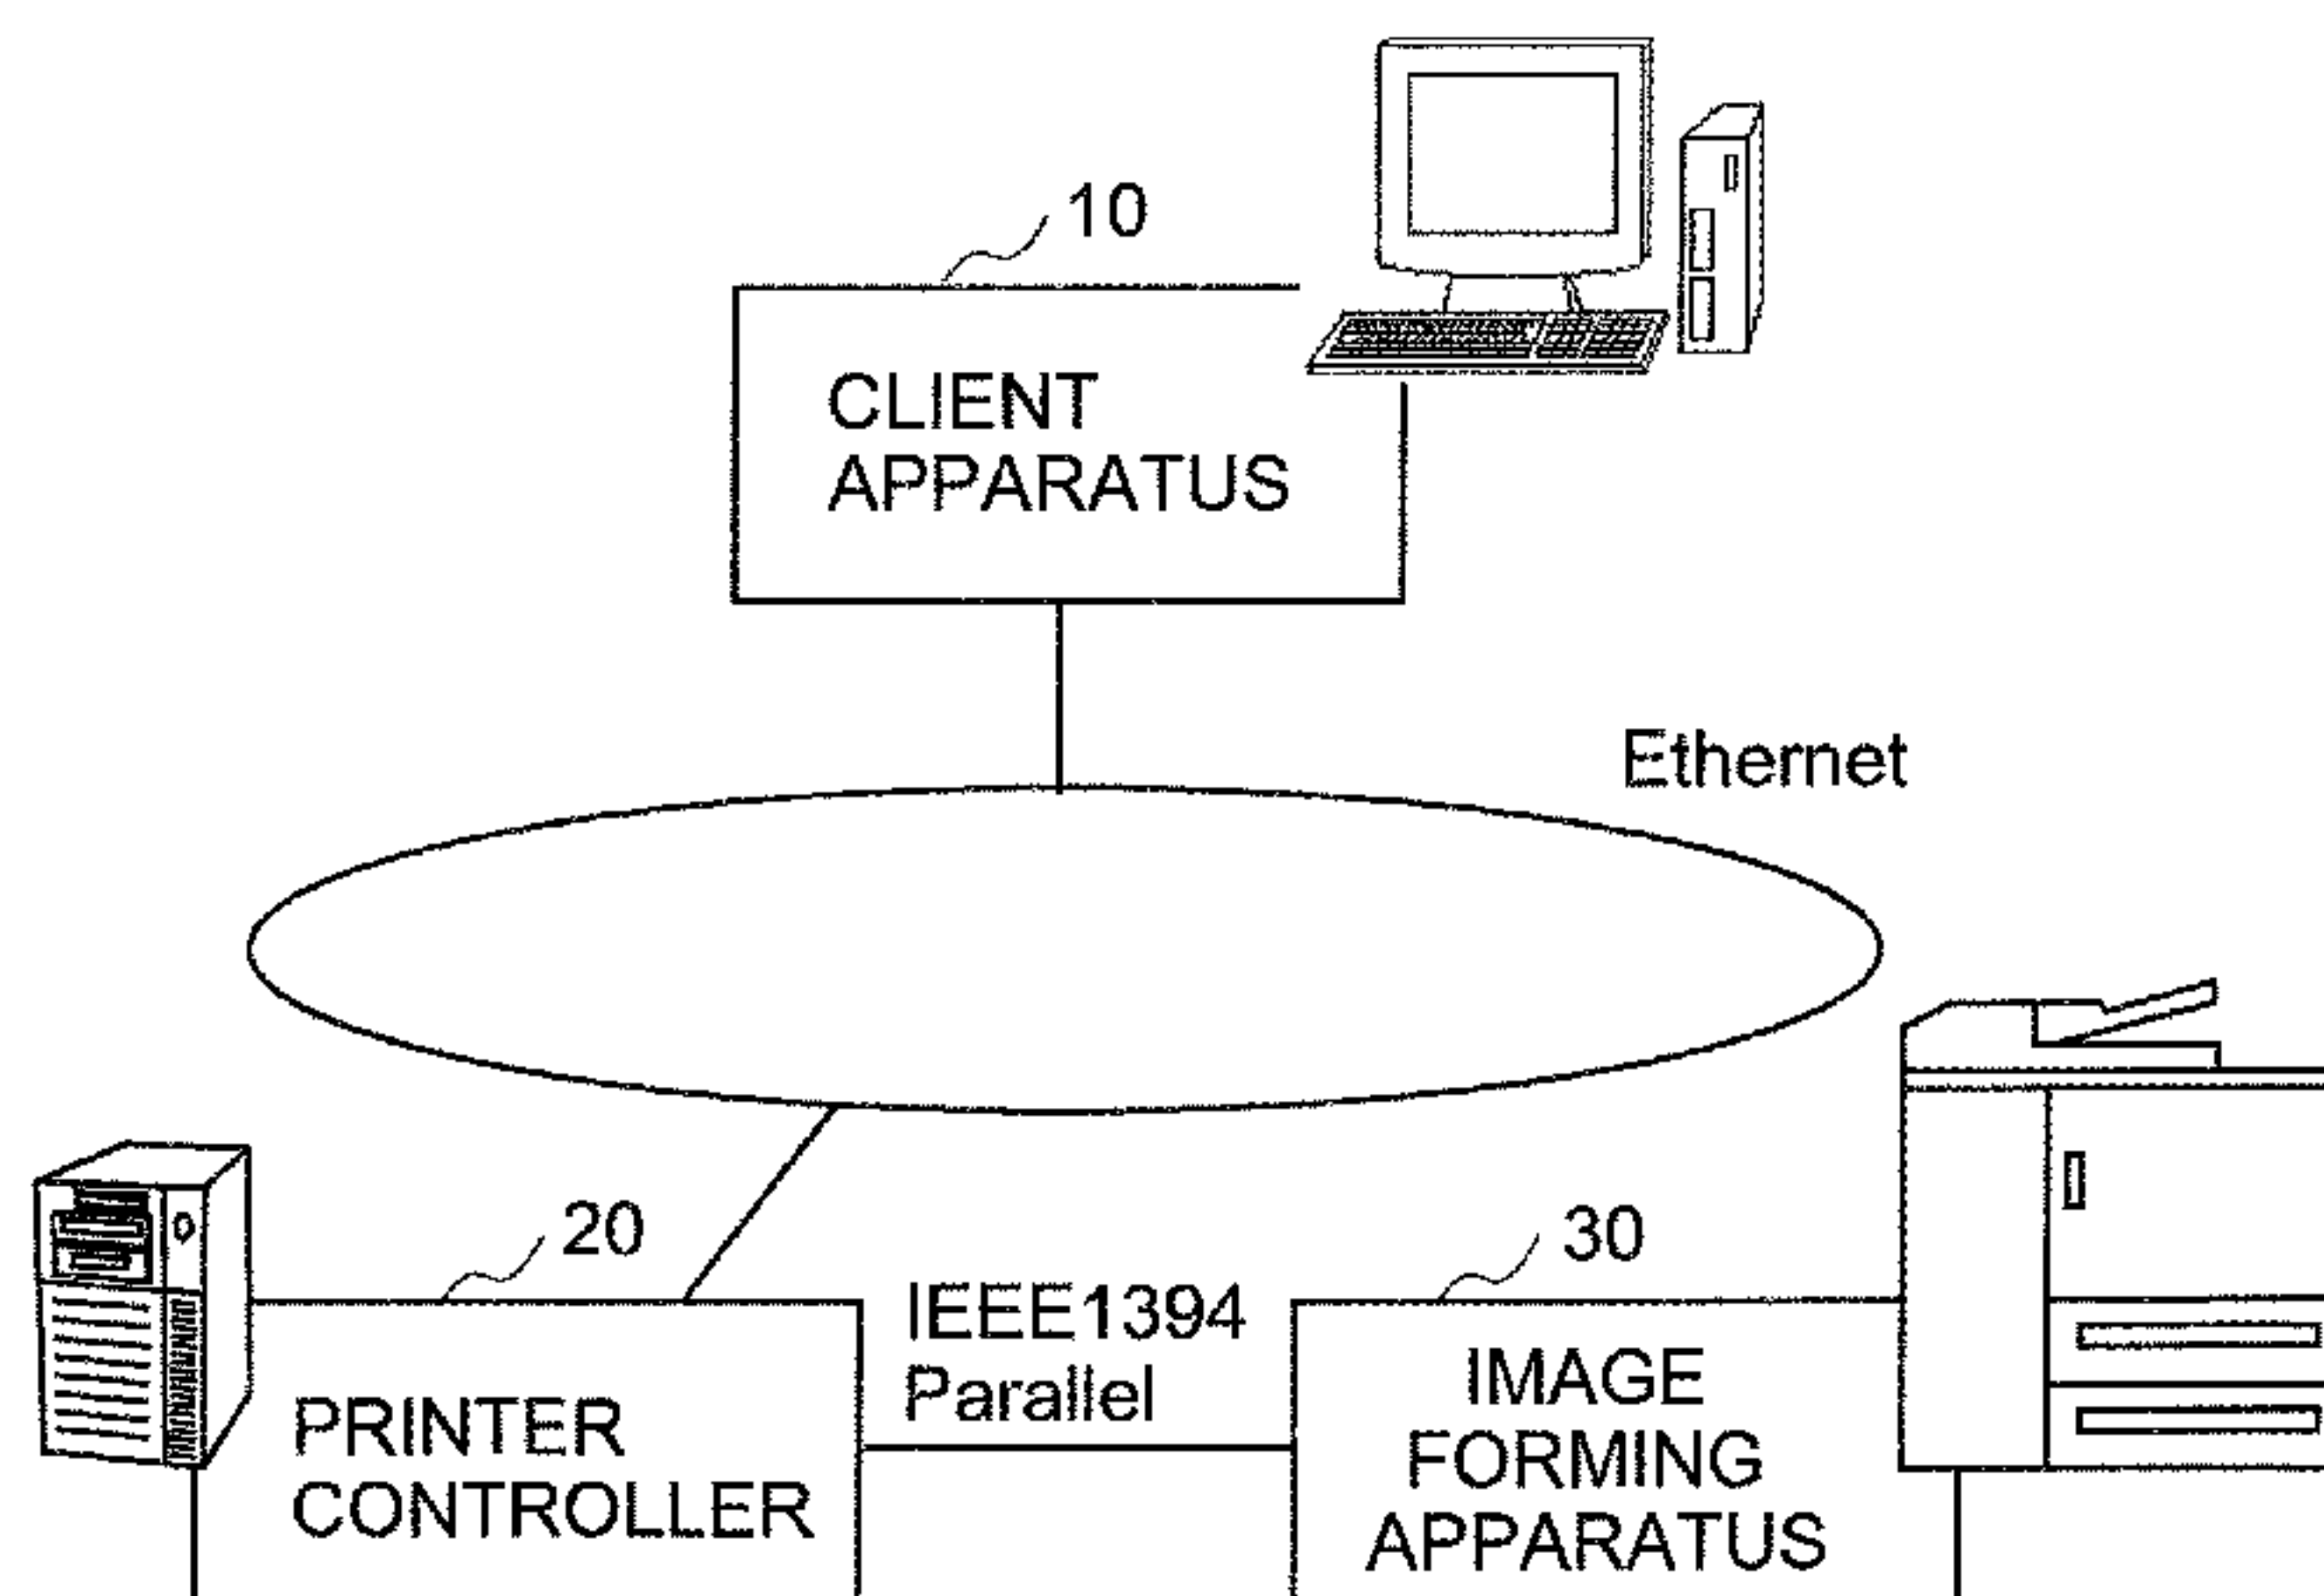 10
CLIENT
APPARATUS
Ethernet
20
30
IEEE1394
Parallel
PRINTER
CONTROLLER
IMAGE
FORMING
APPARATUS